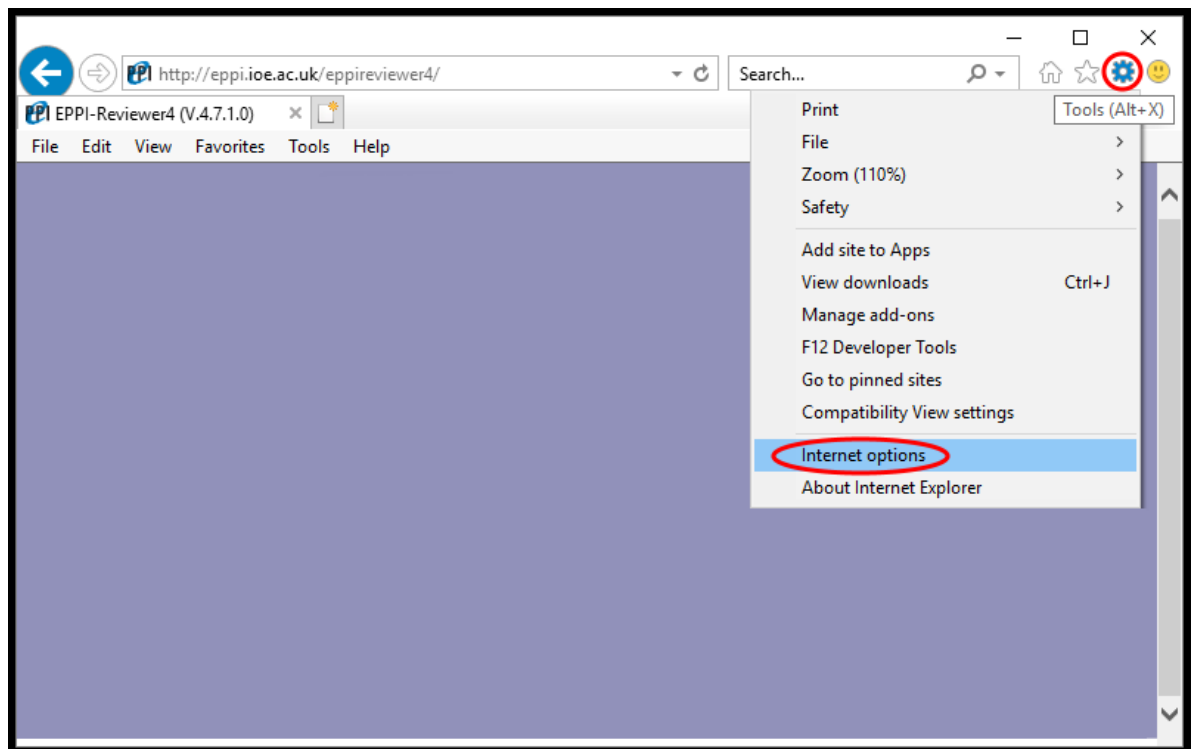 http://eppi.ioe.ac.uk/eppireviewer4/
Search...
EPPI-Reviewer4 (V.4.7.1.0)
File Edit View Favorites Tools Help
Tools (Alt+X)
Print
File
Zoom (110%)
Safety
Add site to Apps
View downloads Ctrl+J
Manage add-ons
F12 Developer Tools
Go to pinned sites
Compatibility View settings
Internet options
About Internet Explorer